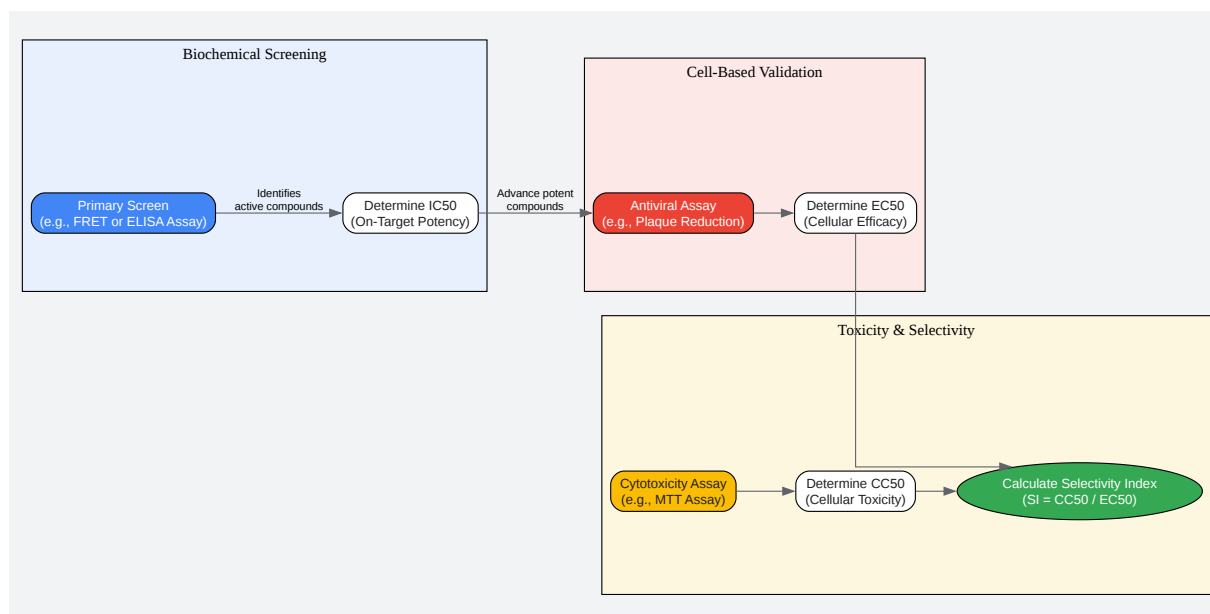 Biochemical Screening
Primary Screen
(e.g., FRET or ELISA Assay)
Identifies
active compounds
Determine IC50
(On-Target Potency)
Advance potent
compounds
Cell-Based Validation
Antiviral Assay
(e.g., Plaque Reduction)
Determine EC50
(Cellular Efficacy)
Toxicity & Selectivity
Cytotoxicity Assay
(e.g., MTT Assay)
Determine CC50
(Cellular Toxicity)
Calculate Selectivity Index
(SI = CC50 / EC50)